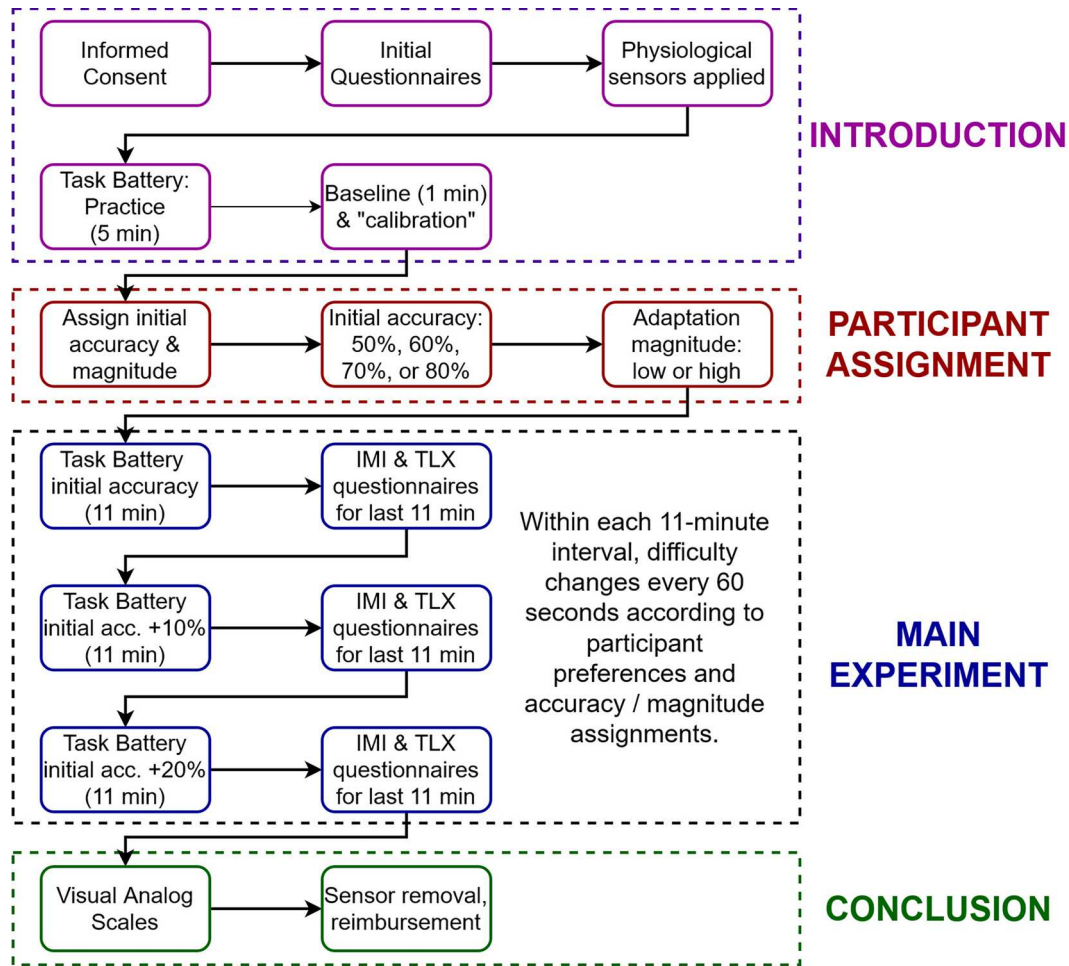 Informed
Consent
Initial
Questionnaires
Physiological
sensors applied
INTRODUCTION
Task Battery:
Practice
(5 min)
Baseline (1 min)
& "calibration"
Assign initial
accuracy &
magnitude
Initial accuracy:
50%, 60%,
70%, or 80%
Adaptation
magnitude:
low or high
PARTICIPANT
ASSIGNMENT
Task Battery
initial accuracy
(11 min)
IMI & TLX
questionnaires
for last 11 min
Task Battery
initial acc. +10%
(11 min)
IMI & TLX
questionnaires
for last 11 min
Task Battery
initial acc. +20%
(11 min)
IMI & TLX
questionnaires
for last 11 min
Within each 11-minute
interval, difficulty
changes every 60
seconds according to
participant
preferences and
accuracy / magnitude
assignments.
MAIN
EXPERIMENT
Visual Analog
Scales
Sensor removal,
reimbursement
CONCLUSION